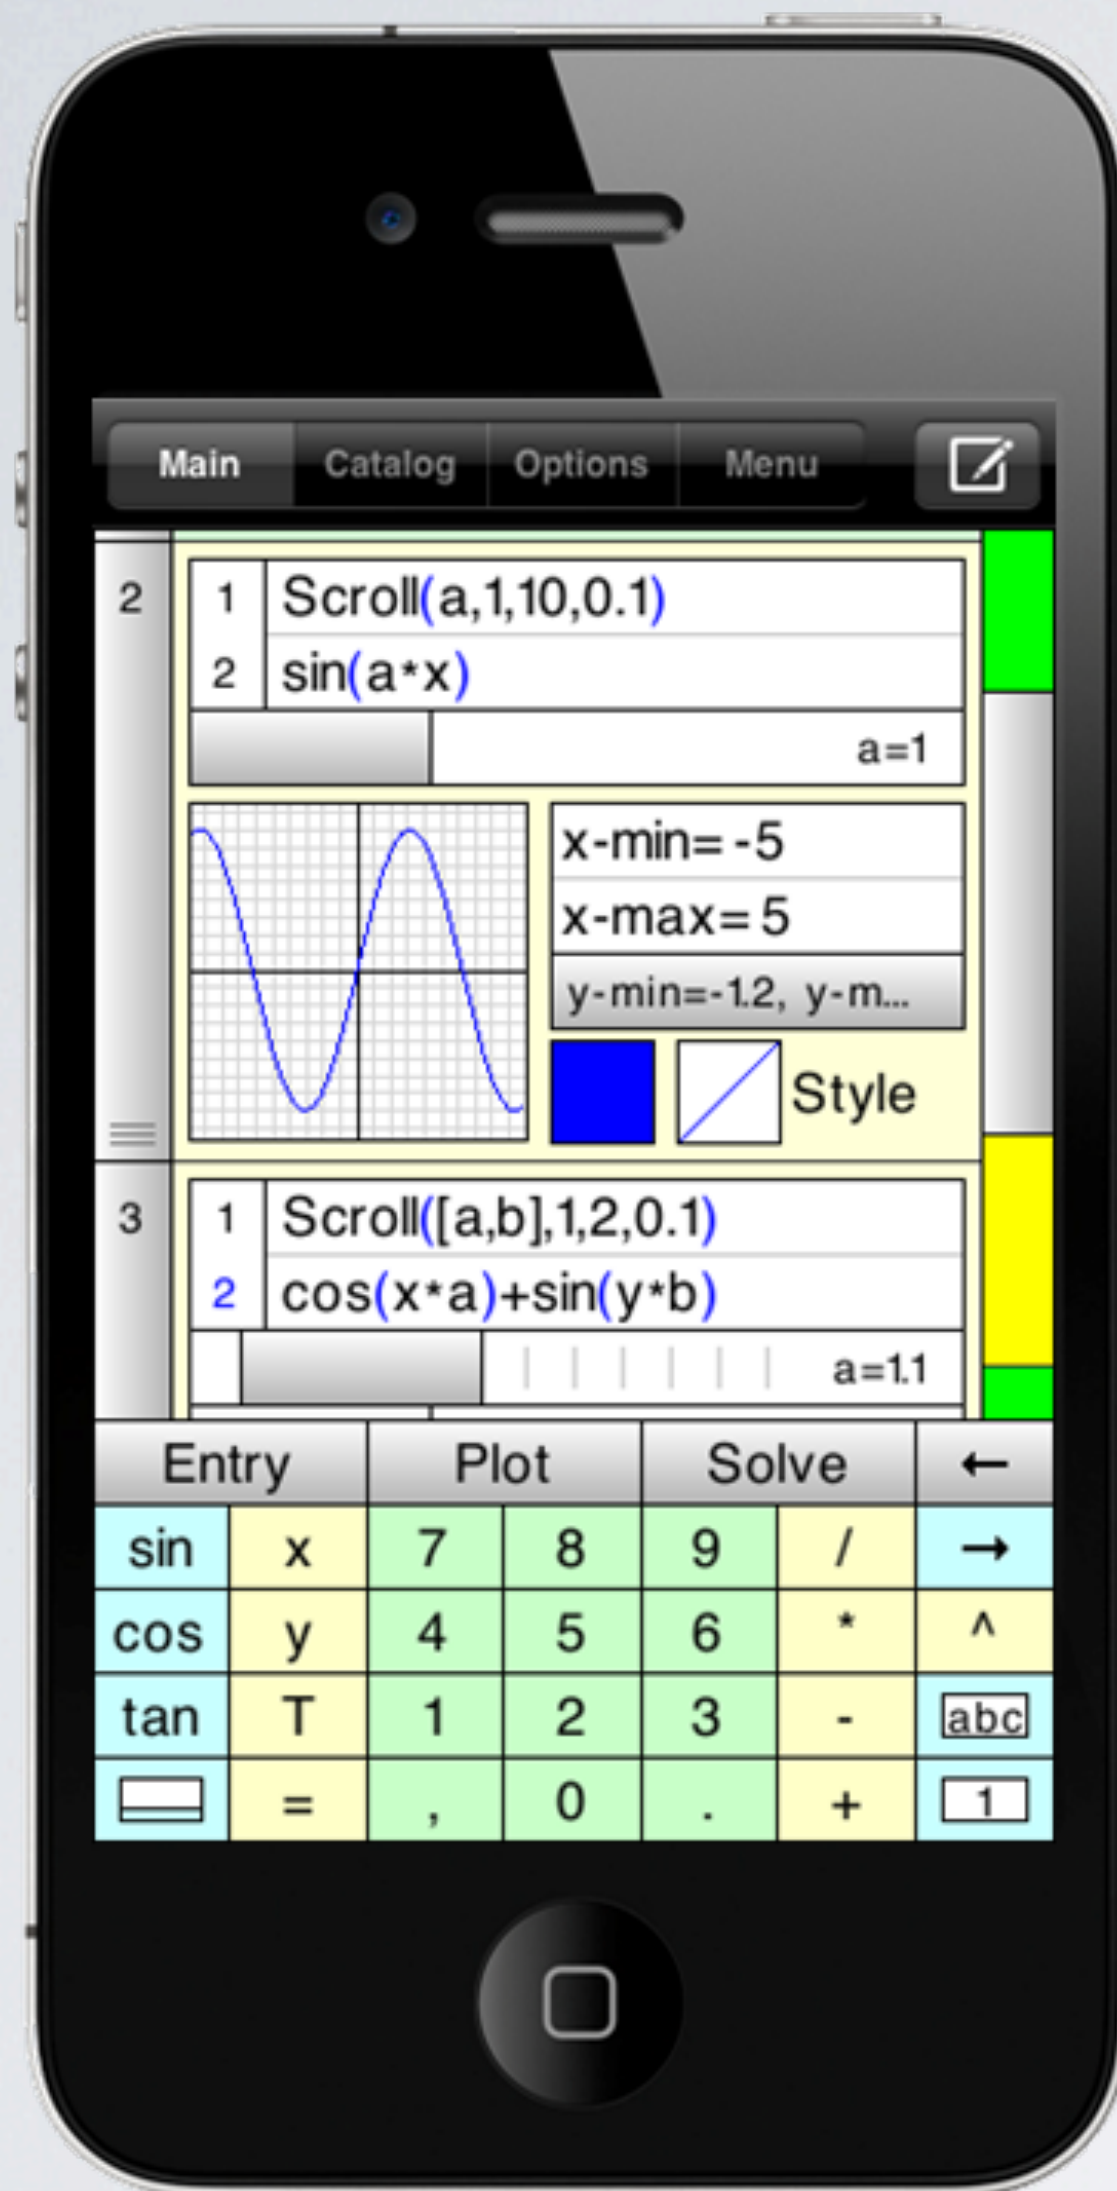 Main Catalog Options Menu
2 1 Scroll(a,1,10,0.1)
2 sin(a*x)
a=1
x-min= -5
x-max= 5
y-min=-1.2, y-m...
Style
3 1 Scroll([a,b],1,2,0.1)
2 cos(x*a)+sin(y*b)
a=1.1
Entry Plot Solve ←
sin x 7 8 9 / →
cos y 4 5 6 * ^
tan T 1 2 3 - abc
= , 0 . + 1